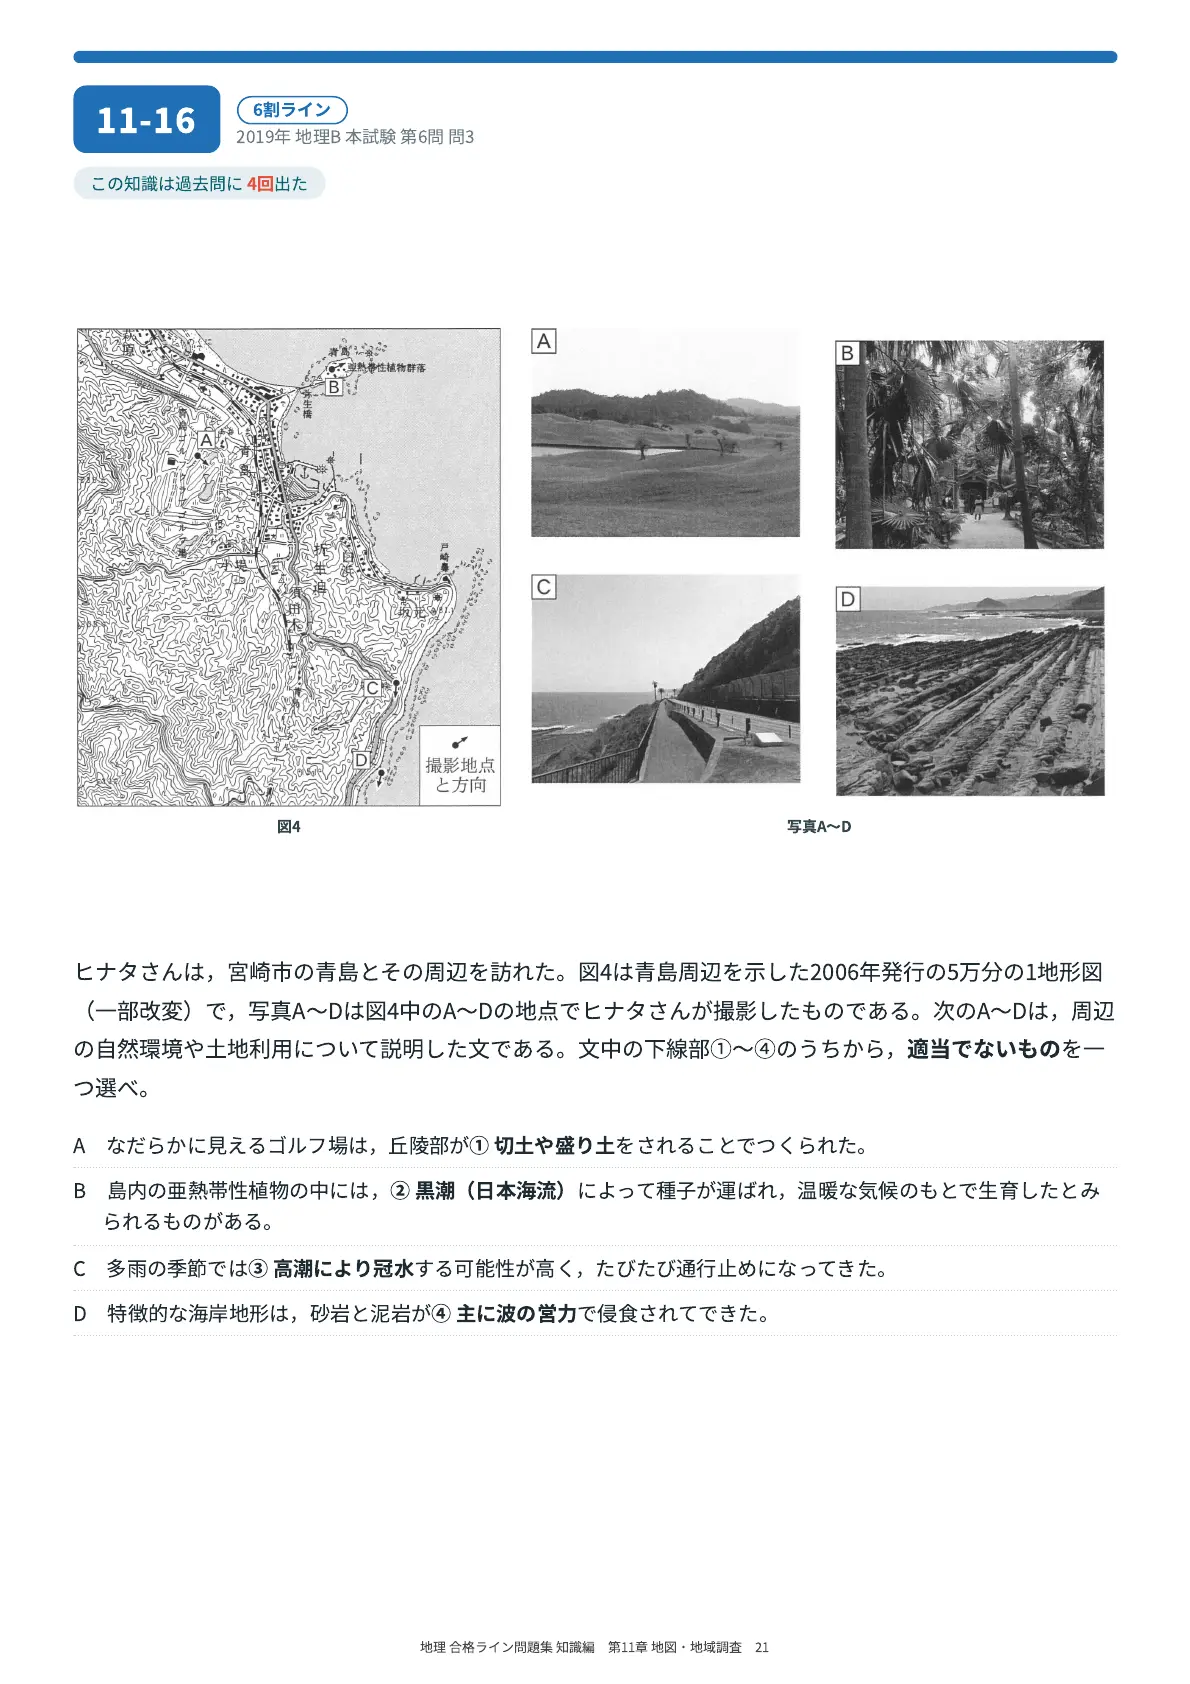 11-16
6割ライン
2019年 地理B 本試験 第6問 問3
この知識は過去問に 4回出た
青島
亜熱帯性植物群落
弥生橋
B
A
青島
青島ゴルフ場
小堤
坂元
戸崎鼻
C
D
撮影地点
と方向
図4
A
B
C
D
写真A〜D
ヒナタさんは，宮崎市の青島とその周辺を訪れた。図4は青島周辺を示した2006年発行の5万分の1地形図
（一部改変）で，写真A〜Dは図4中のA〜Dの地点でヒナタさんが撮影したものである。次のA〜Dは，周辺
の自然環境や土地利用について説明した文である。文中の下線部①〜④のうちから，適当でないものを一
つ選べ。
A　なだらかに見えるゴルフ場は，丘陵部が① 切土や盛り土をされることでつくられた。
B　島内の亜熱帯性植物の中には，② 黒潮（日本海流）によって種子が運ばれ，温暖な気候のもとで生育したとみ
られるものがある。
C　多雨の季節では③ 高潮により冠水する可能性が高く，たびたび通行止めになってきた。
D　特徴的な海岸地形は，砂岩と泥岩が④ 主に波の営力で侵食されてできた。
地理 合格ライン問題集 知識編　第11章 地図・地域調査　21